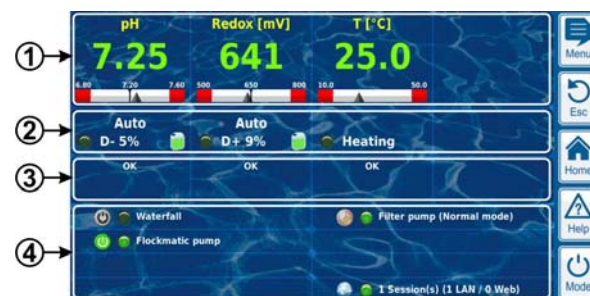 pH Redox [mV] T [°C]
7.25 641 25.0
6.80 7.20 7.60 500 650 800 10.0 50.0
Auto Auto
D- 5% D+ 9% Heating
OK OK OK
Waterfall Filter pump (Normal mode)
Flockmatic pump
1 Session(s) (1 LAN / 0 Web)
1
2
3
4
Menu
Esc
Home
Help
Mode